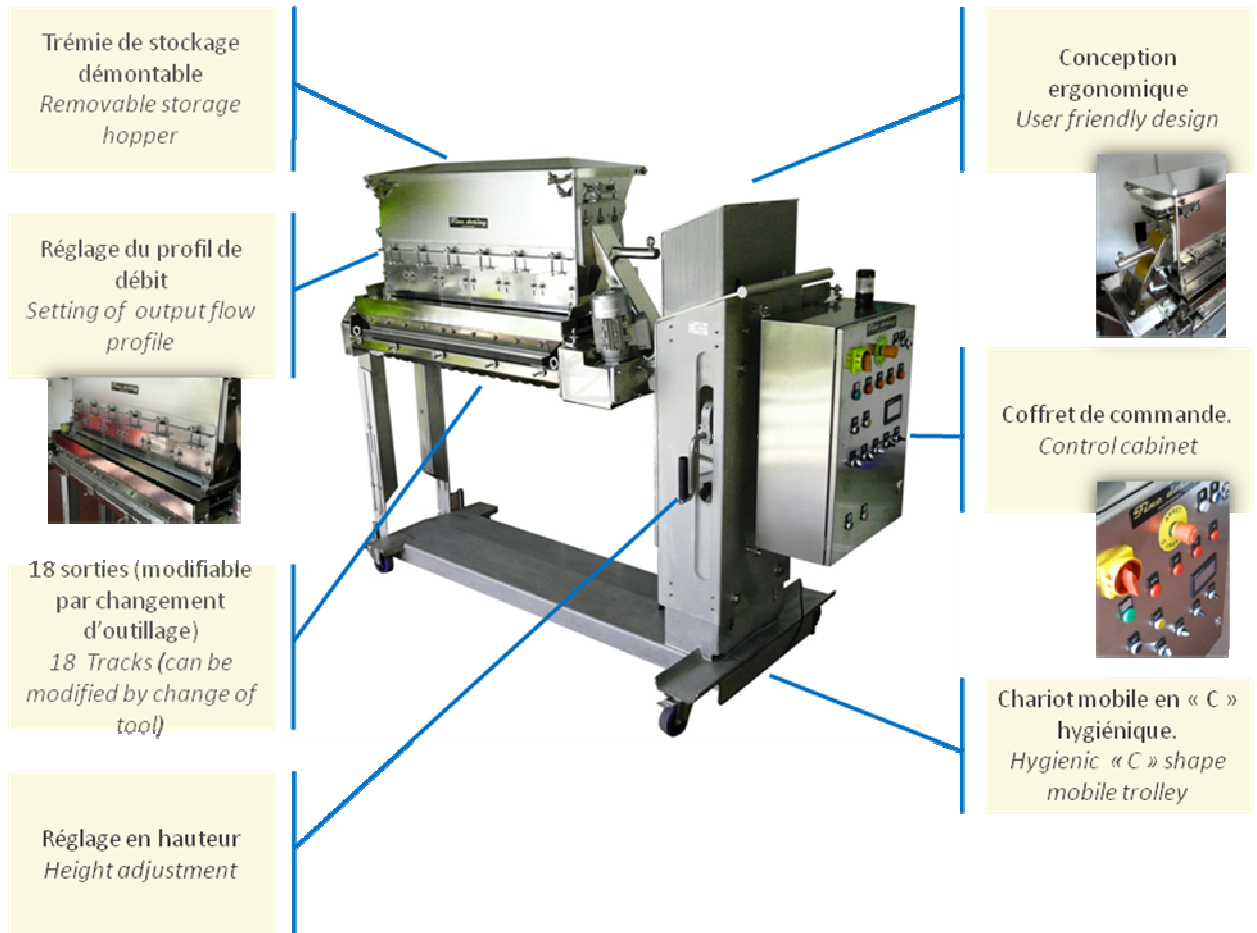 Trémie de stockage
démontable
Removable storage
hopper
Réglage du profil de
débit
Setting of output flow
profile
18 sorties (modifiable
par changement
d'outillage)
18 Tracks (can be
modified by change of
tool)
Réglage en hauteur
Height adjustment
Conception
ergonomique
User friendly design
Coffret de commande.
Control cabinet
Chariot mobile en « C »
hygiénique.
Hygienic « C » shape
mobile trolley